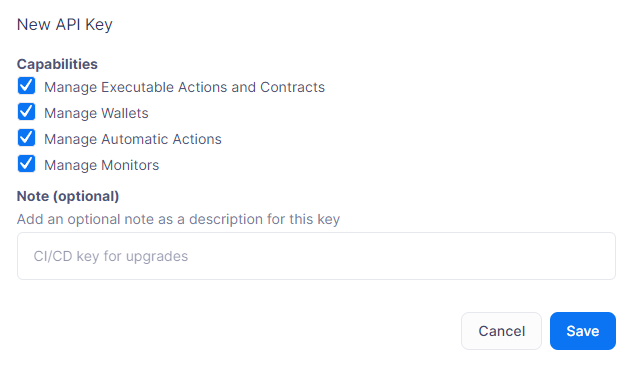 New API Key
Capabilities
Manage Executable Actions and Contracts
Manage Wallets
Manage Automatic Actions
Manage Monitors
Note (optional)
Add an optional note as a description for this key
CI/CD key for upgrades
Cancel Save